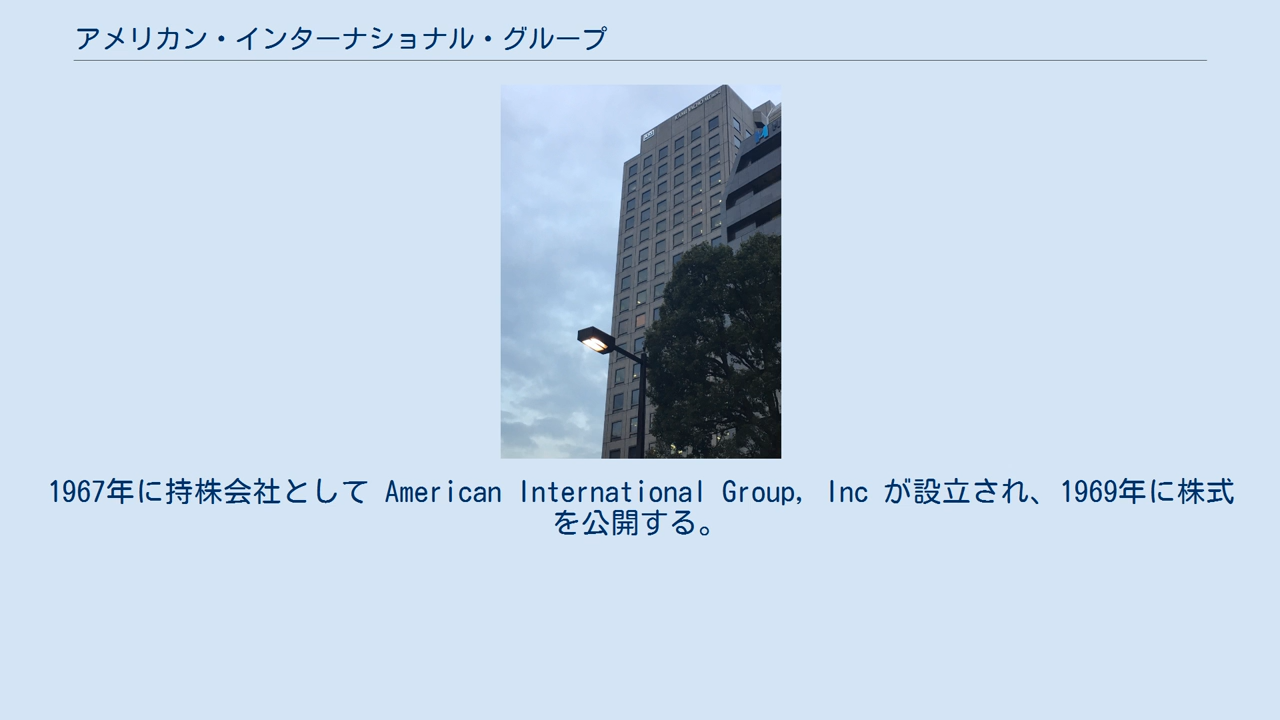 アメリカン・インターナショナル・グループ
1967年に持株会社として American International Group, Inc が設立され、1969年に株式
を公開する。